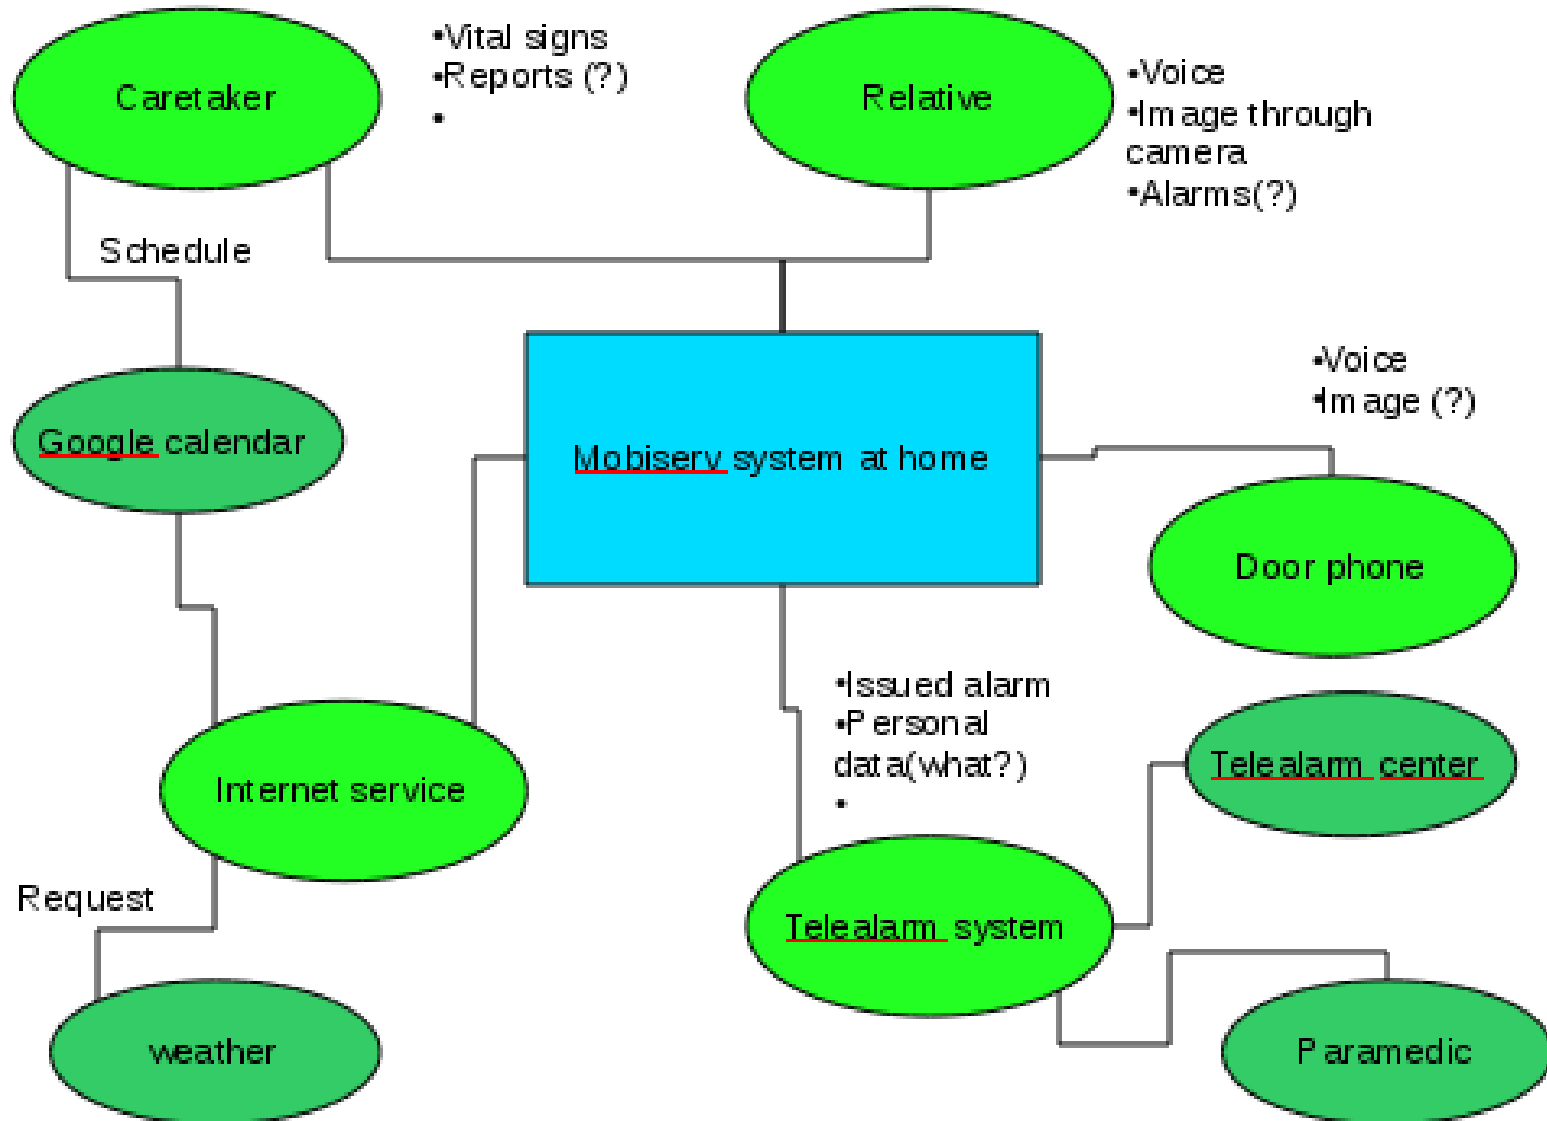 Caretaker
•Vital signs
•Reports (?)
•
Relative
•Voice
•Image through
camera
•Alarms(?)
Schedule
Google calendar
Mobiserv system at home
•Voice
•Image (?)
Door phone
Internet service
•Issued alarm
•Personal
data(what?)
•
Telealarm center
Request
Telealarm system
weather
Paramedic